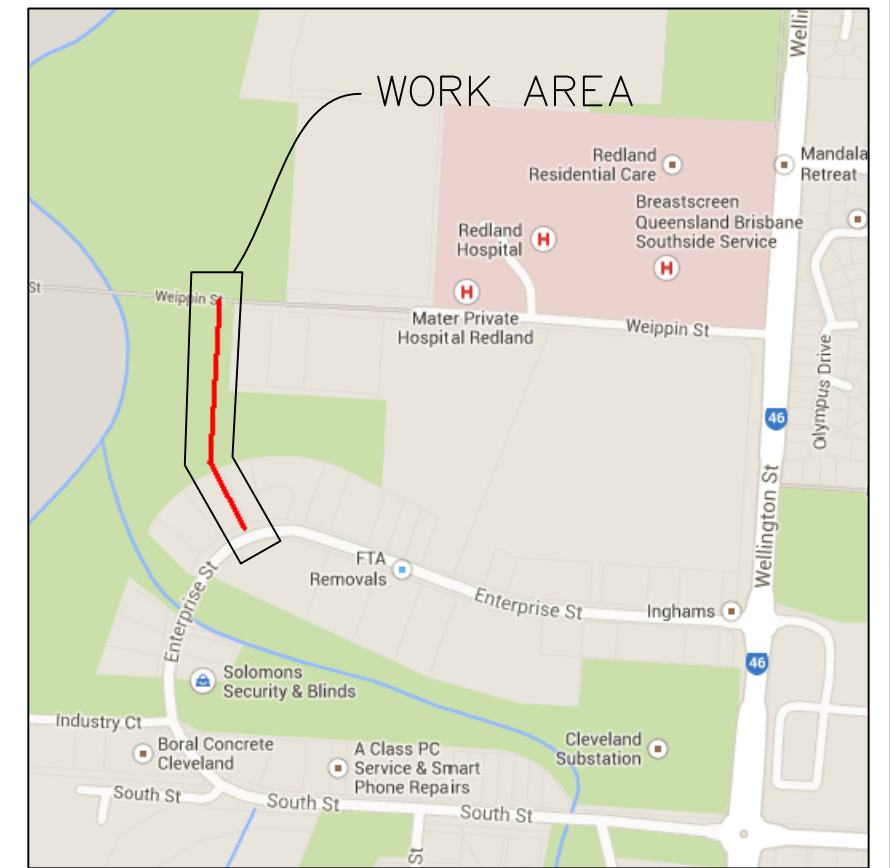 Wellin
WORK AREA
Redland
Residential Care
Mandala
Retreat
Breastscreen
Queensland Brisbane
Southside Service
Redland
Hospital
H
H
H
St
Weippin St
Mater Private
Hospital Redland
Weippin St
Olympus Drive
46
Wellington St
FTA
Removals
Enterprise St
Inghams
Enterprise St
46
Solomons
Security & Blinds
Industry Ct
Boral Concrete
Cleveland
A Class PC
Service & Smart
Phone Repairs
Cleveland
Substation
South St
South St
South St
St